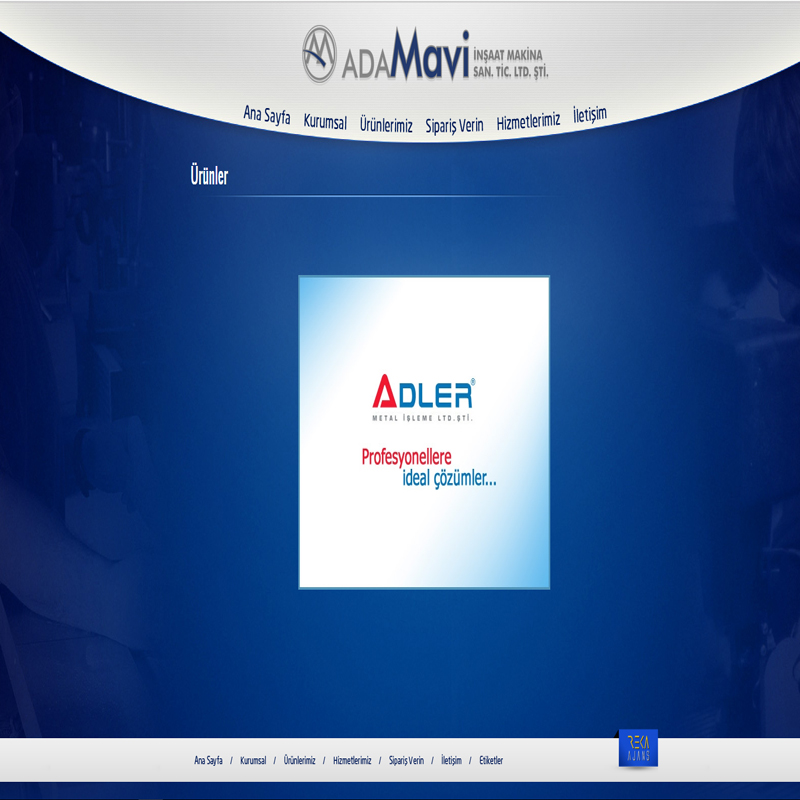 ADAMavi İNŞAAT MAKİNA
SAN. TİC. LTD. ŞTİ.
Ana Sayfa Kurumsal Ürünlerimiz Sipariş Verin Hizmetlerimiz İletişim
Ürünler
ADLER®
METAL İŞLEME LTD.ŞTİ.
Profesyonellere
ideal çözümler...
REKA
AJANS
Ana Sayfa / Kurumsal / Ürünlerimiz / Hizmetlerimiz / Sipariş Verin / İletişim / Etiketler